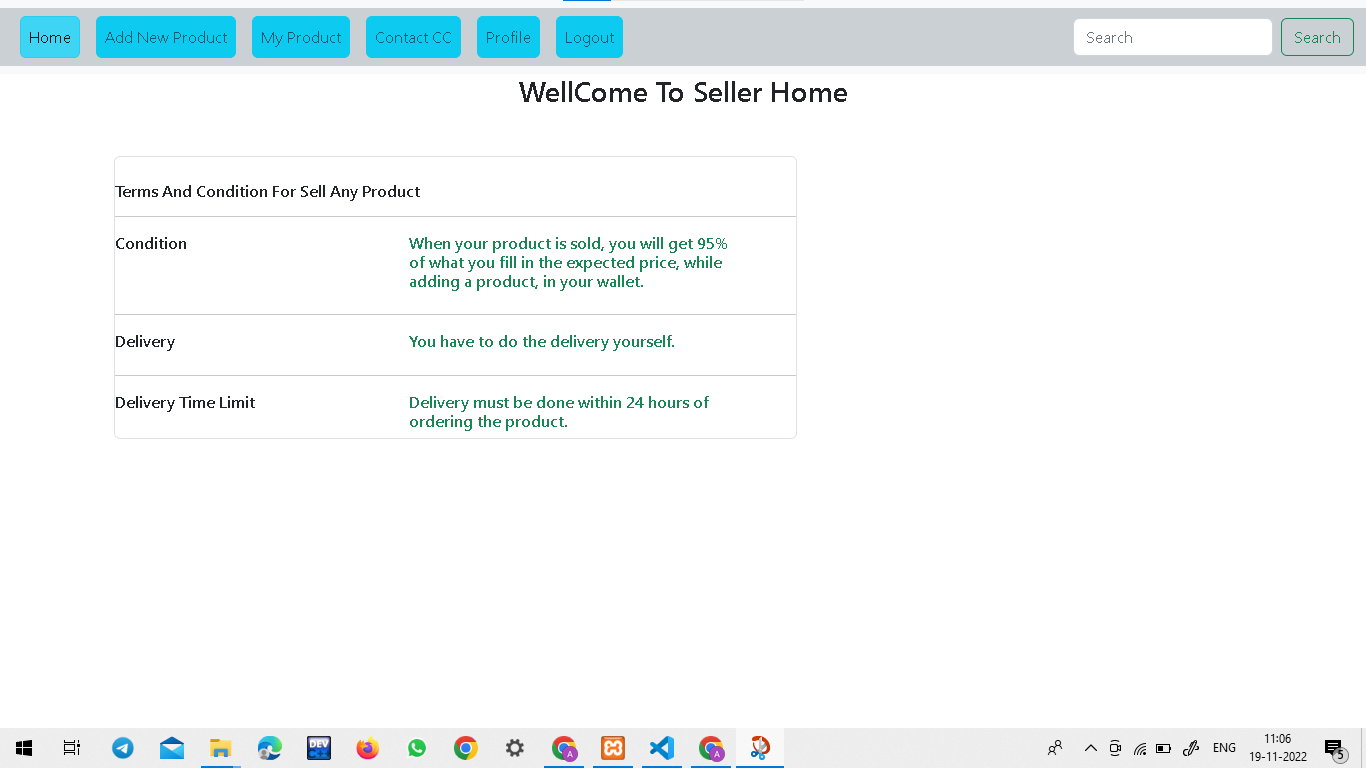 Home Add New Product My Product Contact CC Profile Logout Search Search
WellCome To Seller Home
Terms And Condition For Sell Any Product
Condition When your product is sold, you will get 95%
of what you fill in the expected price, while
adding a product, in your wallet.
Delivery You have to do the delivery yourself.
Delivery Time Limit Delivery must be done within 24 hours of
ordering the product.
DEV
A
A
ENG
11:06
19-11-2022
5